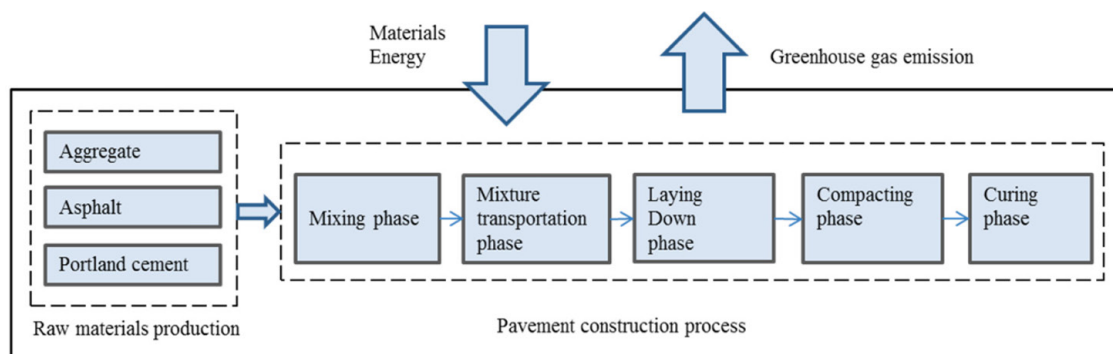 Materials
Energy
Greenhouse gas emission
Aggregate
Asphalt
Portland cement
Raw materials production
Mixing phase
Mixture
transportation
phase
Laying
Down
phase
Compacting
phase
Curing
phase
Pavement construction process